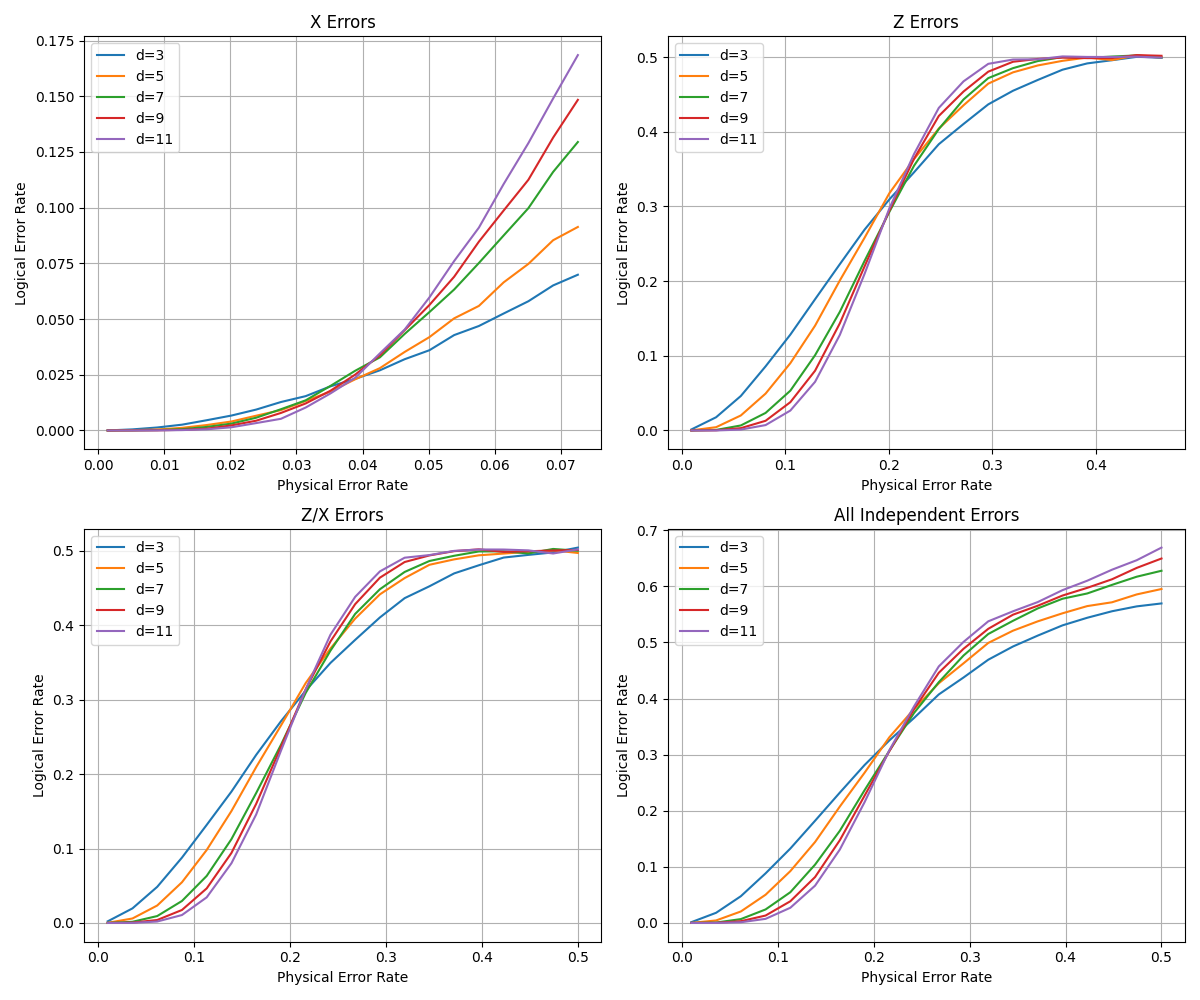 X Errors
Logical Error Rate
0.175
0.150
0.125
0.100
0.075
0.050
0.025
0.000
d=3
d=5
d=7
d=9
d=11
0.00 0.01 0.02 0.03 0.04 0.05 0.06 0.07
Physical Error Rate
Z Errors
Logical Error Rate
0.5
0.4
0.3
0.2
0.1
0.0
d=3
d=5
d=7
d=9
d=11
0.0 0.1 0.2 0.3 0.4
Physical Error Rate
Z/X Errors
Logical Error Rate
0.5
0.4
0.3
0.2
0.1
0.0
d=3
d=5
d=7
d=9
d=11
0.0 0.1 0.2 0.3 0.4 0.5
Physical Error Rate
All Independent Errors
Logical Error Rate
0.7
0.6
0.5
0.4
0.3
0.2
0.1
0.0
d=3
d=5
d=7
d=9
d=11
0.0 0.1 0.2 0.3 0.4 0.5
Physical Error Rate